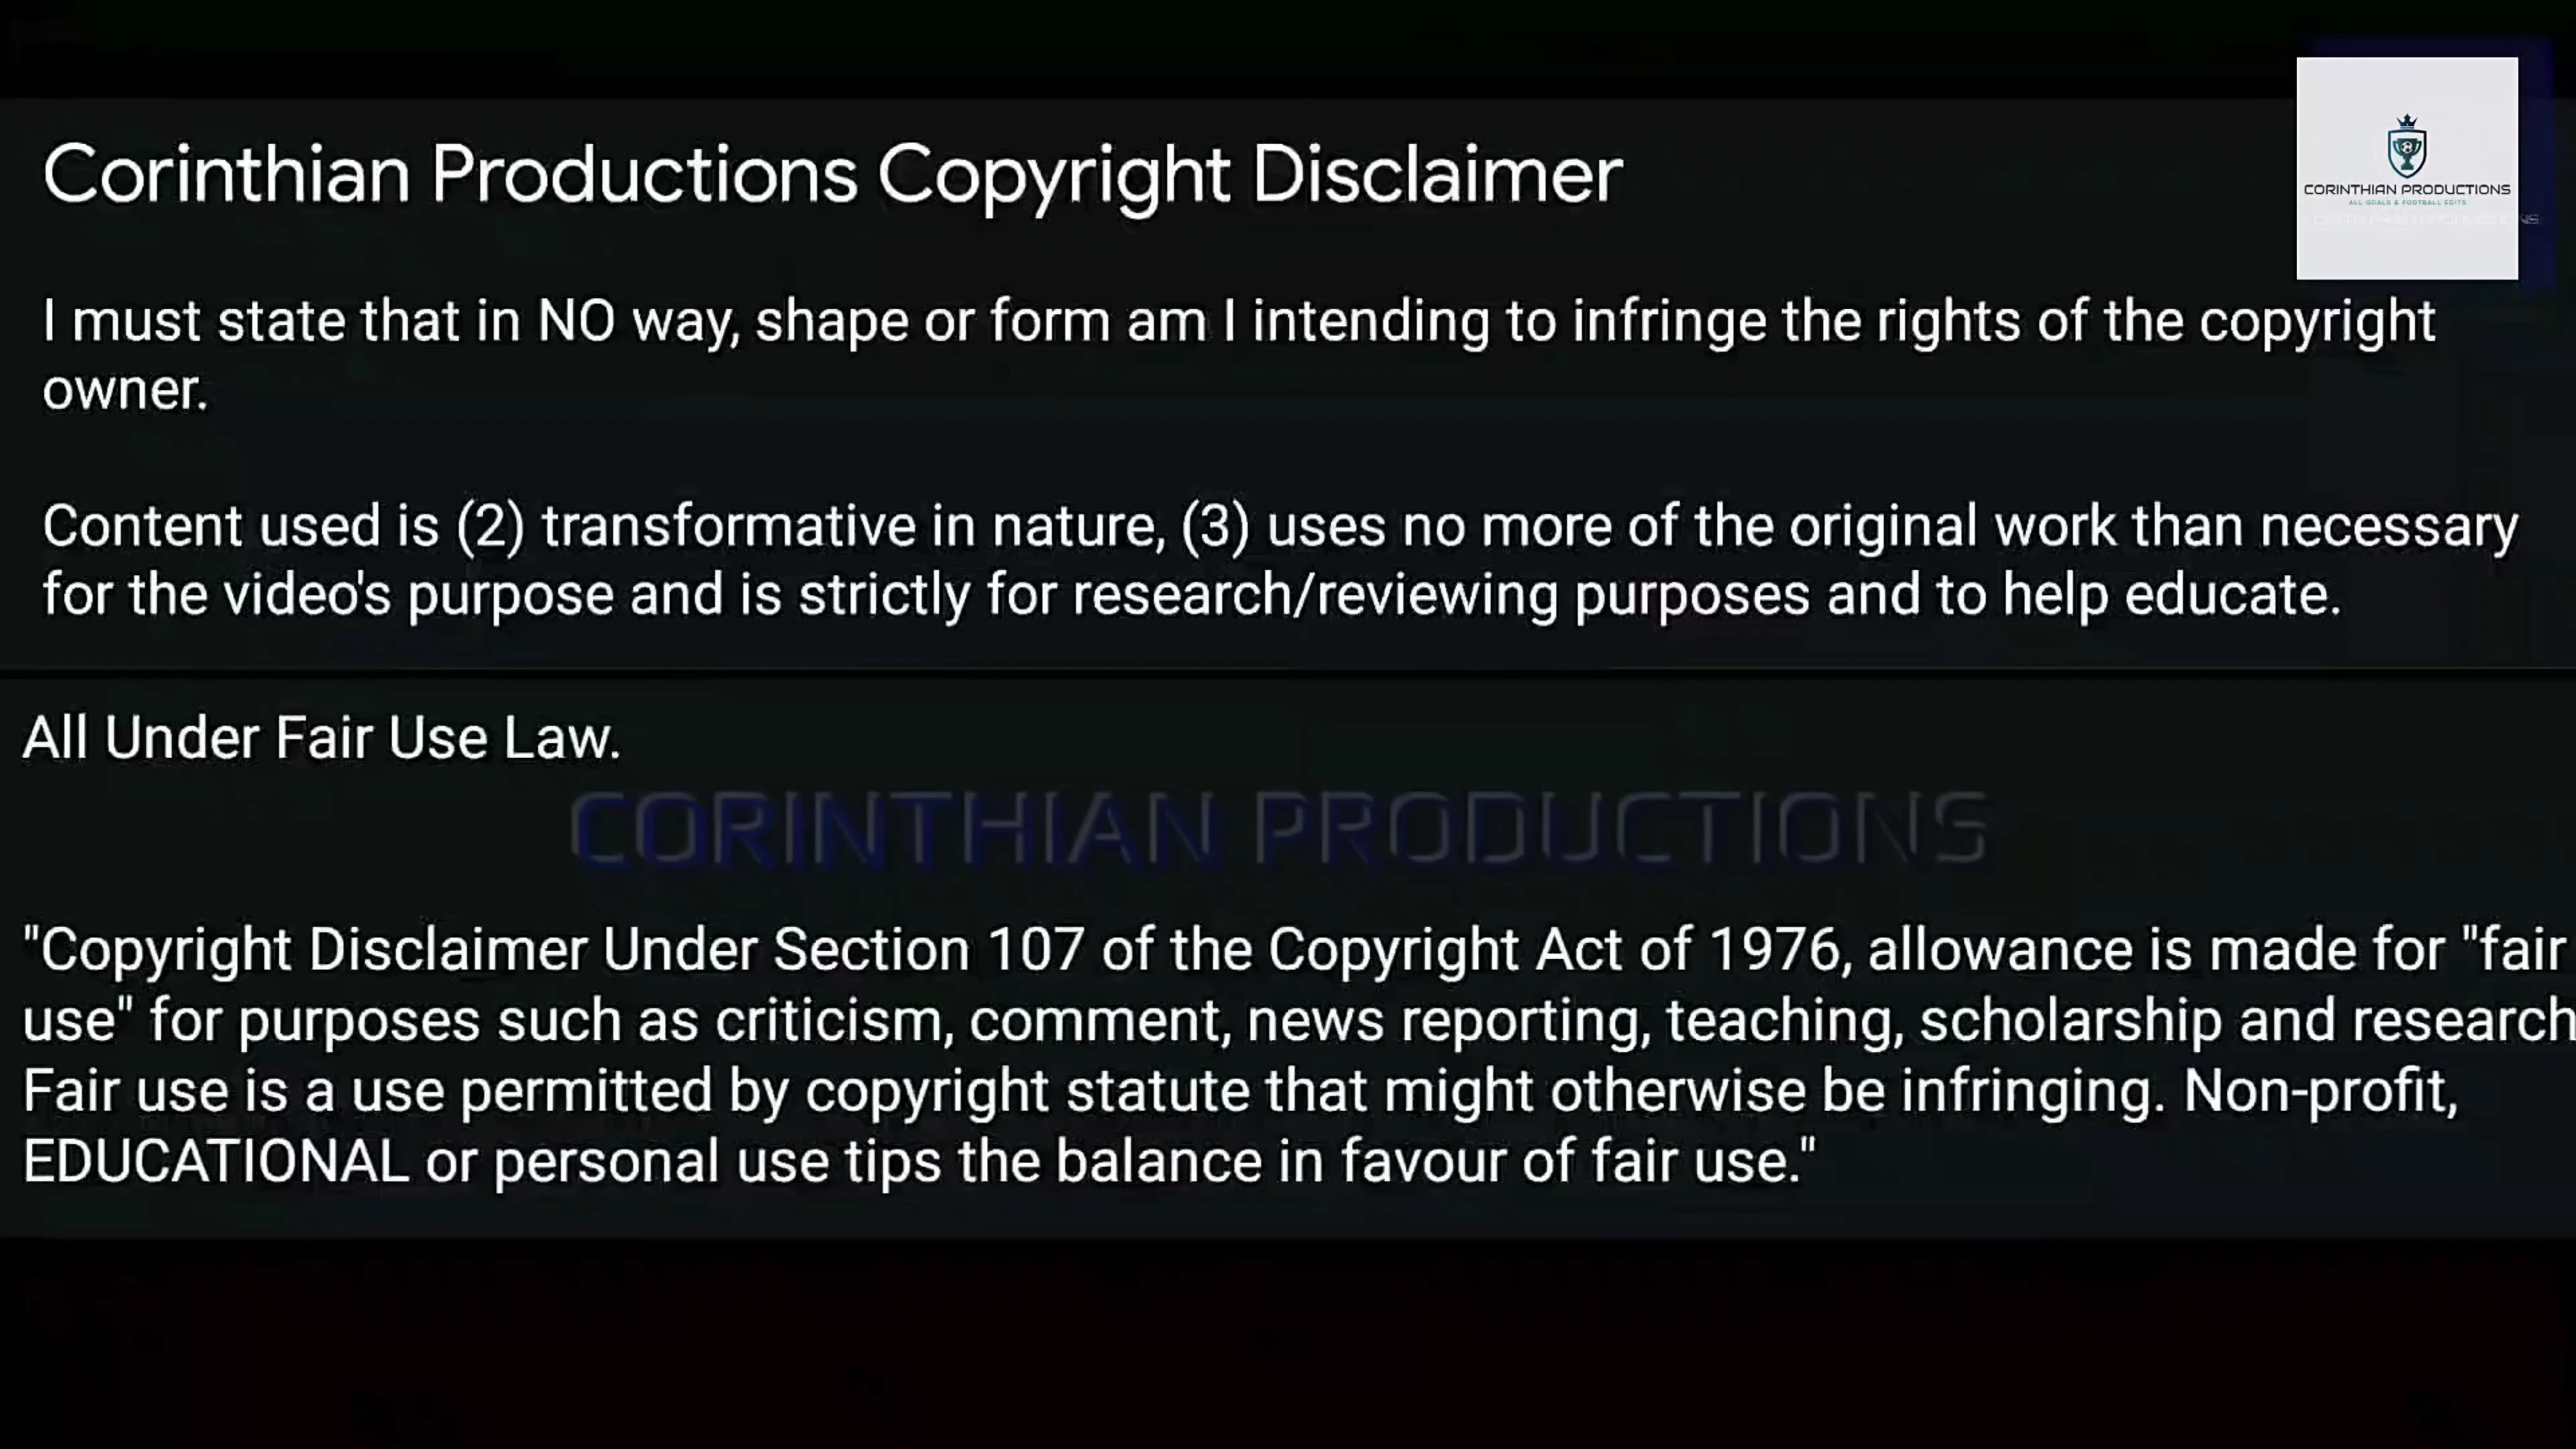 Corinthian Productions Copyright Disclaimer
CORINTHIAN PRODUCTIONS
ALL GOALS & FOOTBALL EDITS
CORINTHIAN PRODUCTIONS
I must state that in NO way, shape or form am I intending to infringe the rights of the copyright
owner.
Content used is (2) transformative in nature, (3) uses no more of the original work than necessary
for the video's purpose and is strictly for research/reviewing purposes and to help educate.
All Under Fair Use Law.
CORINTHIAN PRODUCTIONS
"Copyright Disclaimer Under Section 107 of the Copyright Act of 1976, allowance is made for "fair
use" for purposes such as criticism, comment, news reporting, teaching, scholarship and research
Fair use is a use permitted by copyright statute that might otherwise be infringing. Non-profit,
EDUCATIONAL or personal use tips the balance in favour of fair use."